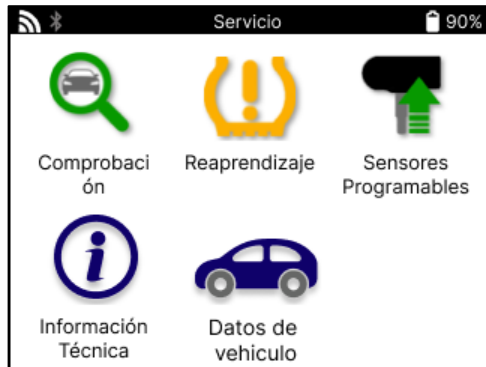 Servicio
90%
Comprobaci
ón
Reaprendizaje
Sensores
Programables
Información
Técnica
Datos de
vehiculo